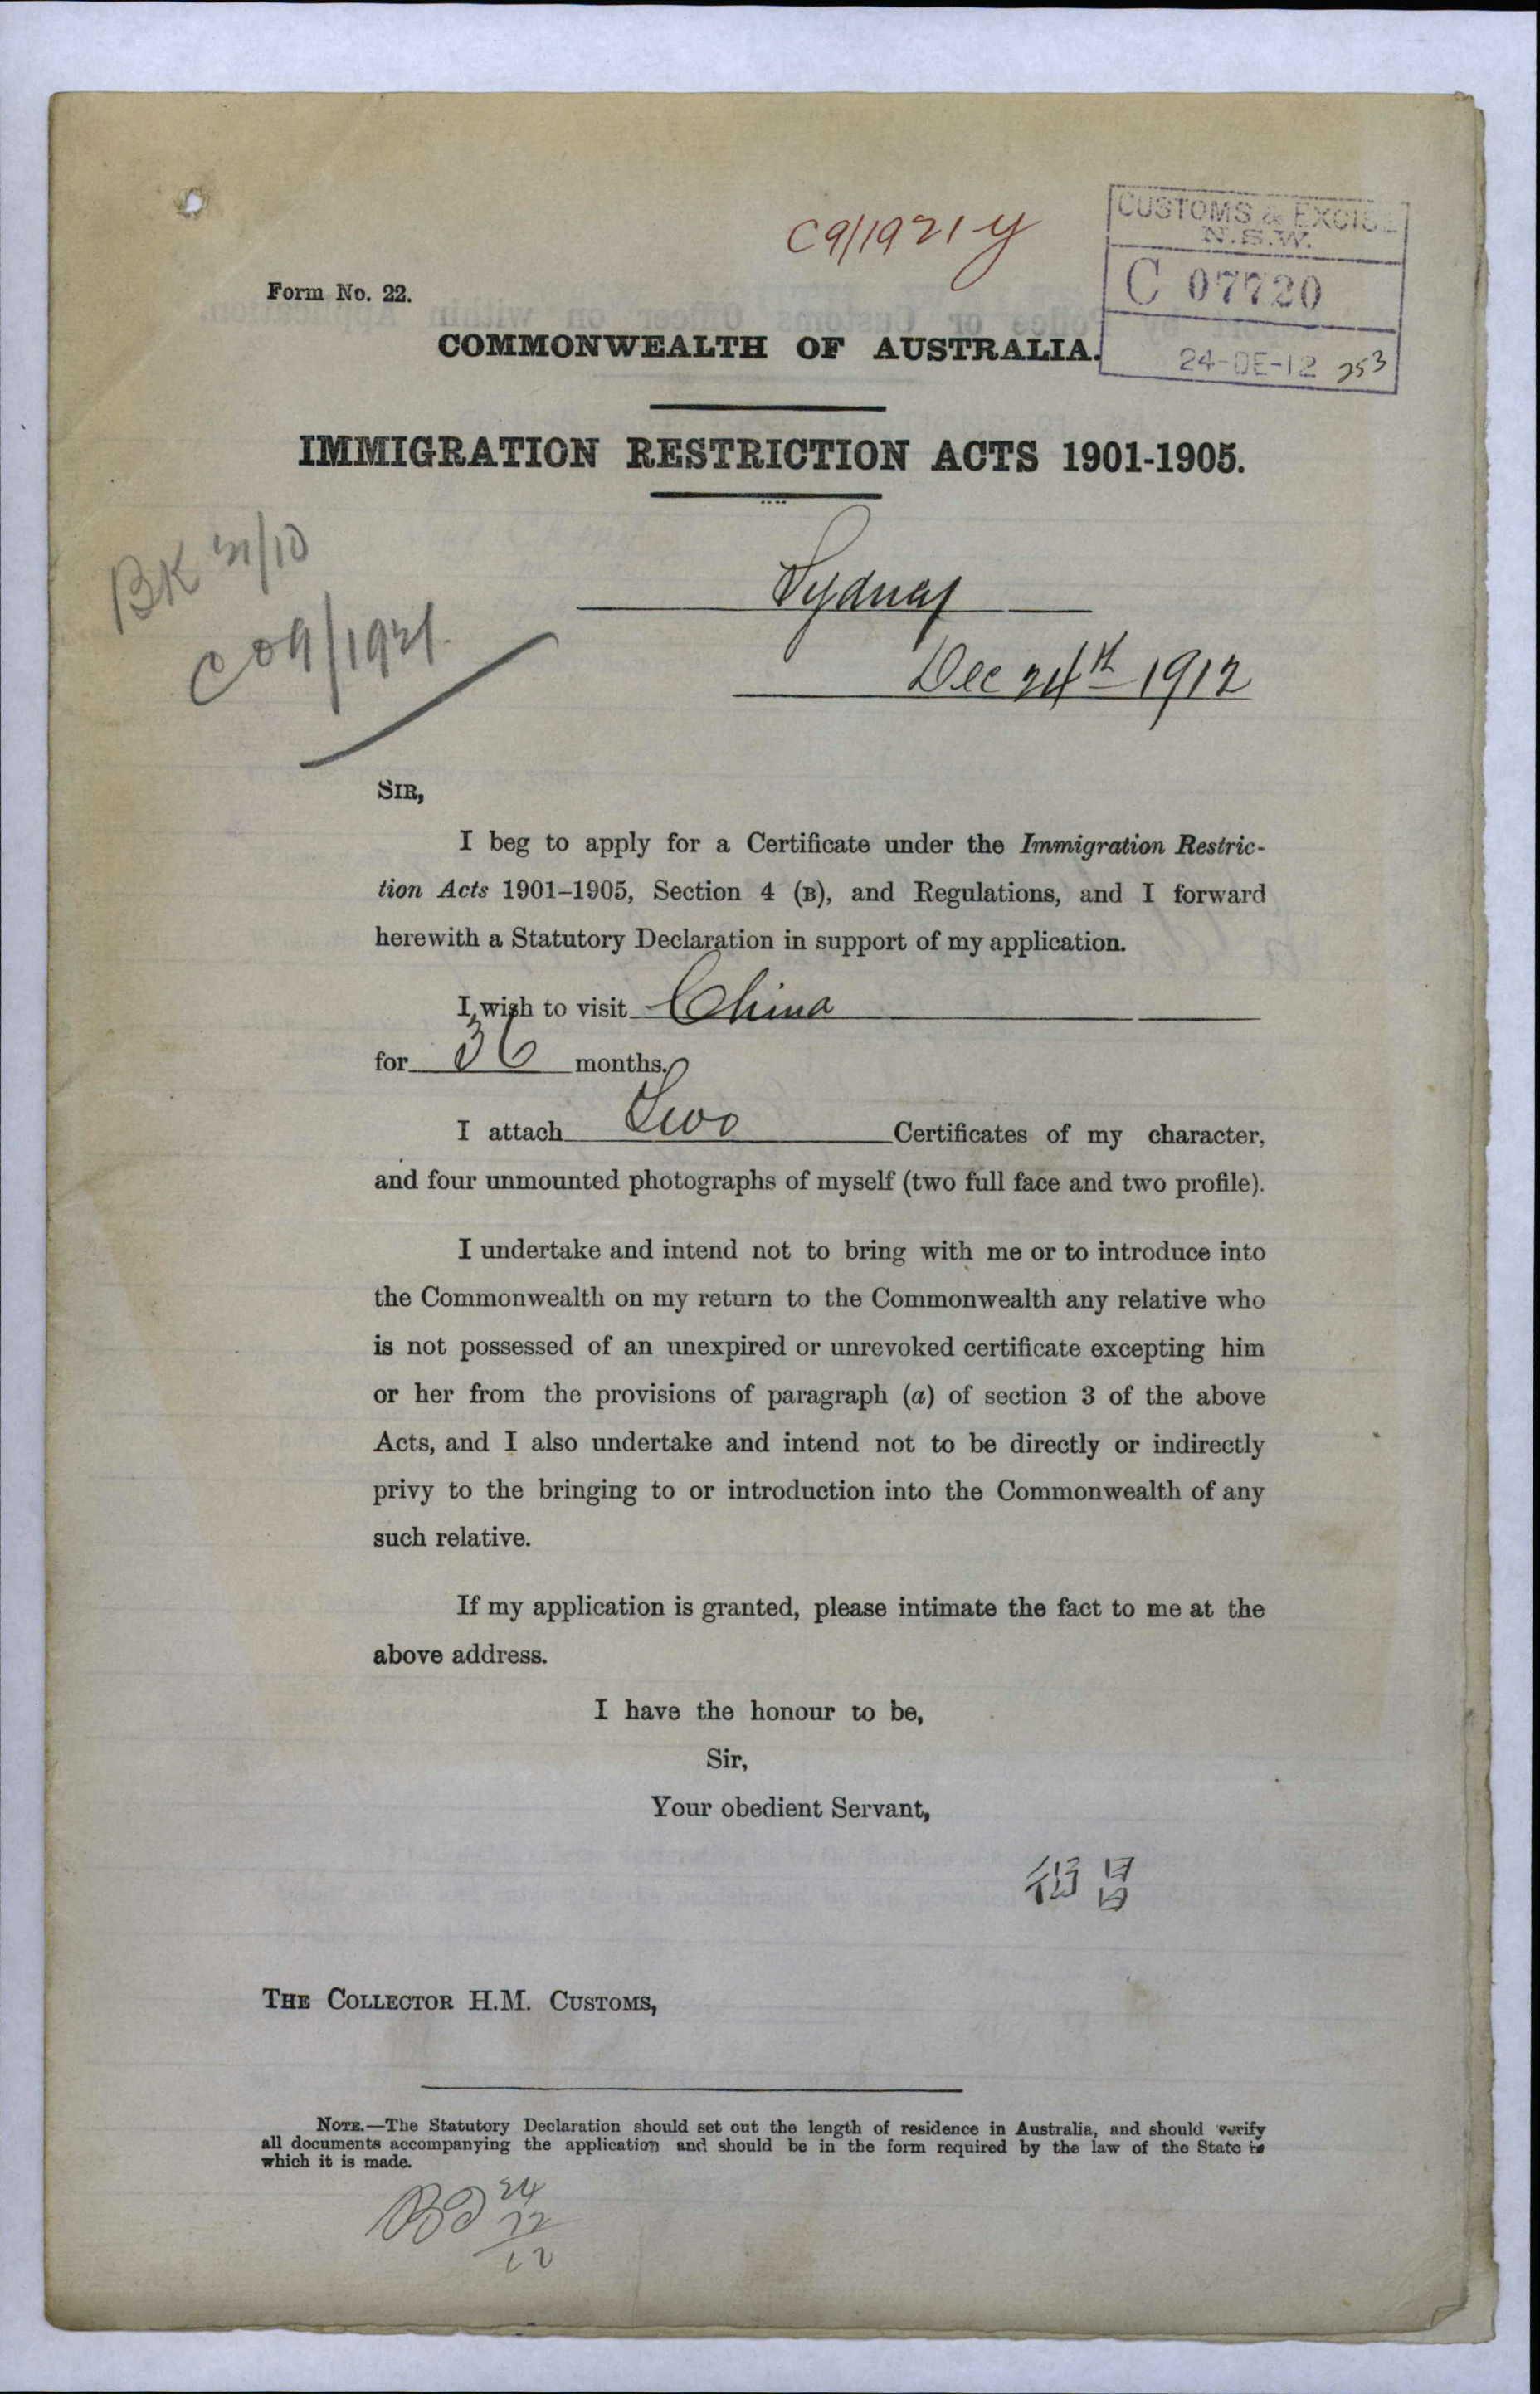 C9/1921 y
CUSTOMS & EXCISE
N.S.W.
C 07720
24-DE-12 253
Form No. 22.
COMMONWEALTH OF AUSTRALIA.
IMMIGRATION RESTRICTION ACTS 1901-1905.
BK
C09/1921.
Sydney
Dec 24th 1912
SIR,
I beg to apply for a Certificate under the Immigration Restric-
tion Acts 1901-1905, Section 4 (B), and Regulations, and I forward
herewith a Statutory Declaration in support of my application.
I wish to visit China
for 36 months.
I attach Two Certificates of my character,
and four unmounted photographs of myself (two full face and two profile).
I undertake and intend not to bring with me or to introduce into
the Commonwealth on my return to the Commonwealth any relative who
is not possessed of an unexpired or unrevoked certificate excepting him
or her from the provisions of paragraph (a) of section 3 of the above
Acts, and I also undertake and intend not to be directly or indirectly
privy to the bringing to or introduction into the Commonwealth of any
such relative.
If my application is granted, please intimate the fact to me at the
above address.
I have the honour to be,
Sir,
Your obedient Servant,
昌
THE COLLECTOR H.M. CUSTOMS,
NOTE.—The Statutory Declaration should set out the length of residence in Australia, and should verify
all documents accompanying the application and should be in the form required by the law of the State in
which it is made.
24
12
12